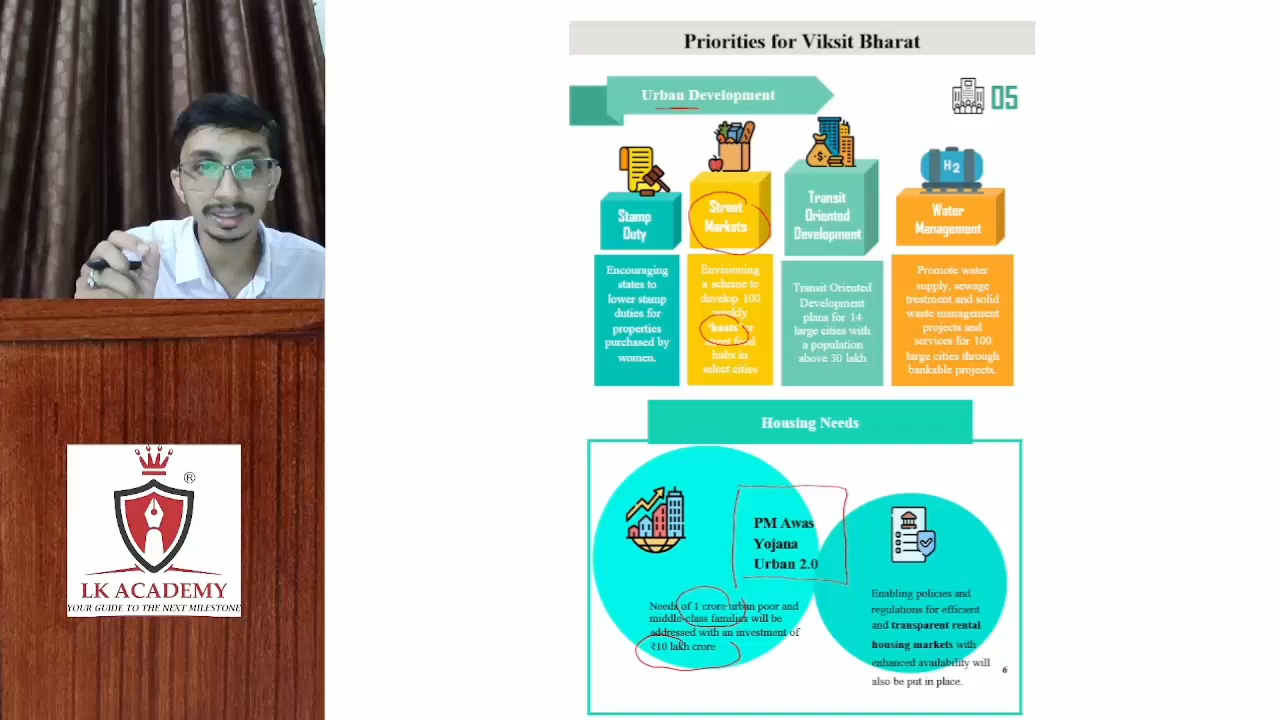 Priorities for Viksit Bharat
Urban Development
05
H2
Stamp
Duty
Street
Markets
Transit
Oriented
Development
Water
Management
Encouraging
states to
lower stamp
duties for
properties
purchased by
women.
Envisioning
a scheme to
develop 100
weekly
'haats' or
street food
hubs in
select cities
Transit Oriented
Development
plans for 14
large cities with
a population
above 30 lakh
Promote water
supply, sewage
treatment and solid
waste management
projects and
services for 100
large cities through
bankable projects.
Housing Needs
PM Awas
Yojana
Urban 2.0
Needs of 1 crore urban poor and
middle-class families will be
addressed with an investment of
₹10 lakh crore
Enabling policies and
regulations for efficient
and transparent rental
housing markets with
enhanced availability will
also be put in place.
6
®
LK ACADEMY
YOUR GUIDE TO THE NEXT MILESTONE